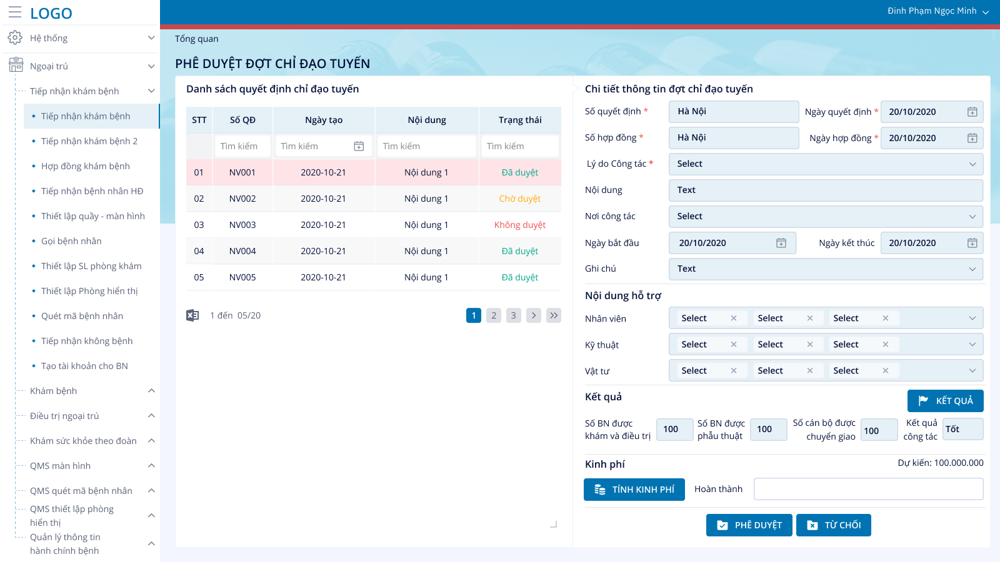 LOGO
Đinh Phạm Ngọc Minh
Hệ thống
Ngoại trú
Tiếp nhận khám bệnh
Tiếp nhận khám bệnh
Tiếp nhận khám bệnh 2
Hợp đồng khám bệnh
Tiếp nhận bệnh nhân HĐ
Thiết lập quầy - màn hình
Gọi bệnh nhân
Thiết lập SL phòng khám
Thiết lập Phòng hiển thị
Quét mã bệnh nhân
Tiếp nhận không bệnh
Tạo tài khoản cho BN
Khám bệnh
Điều trị ngoại trú
Khám sức khỏe theo đoàn
QMS màn hình
QMS quét mã bệnh nhân
QMS thiết lập phòng
hiển thị
Quản lý thông tin
hành chính bệnh
Tổng quan
PHÊ DUYỆT ĐỢT CHỈ ĐẠO TUYẾN
Danh sách quyết định chỉ đạo tuyến
STT Số QĐ Ngày tạo Nội dung Trạng thái
Tìm kiếm Tìm kiếm Tìm kiếm Tìm kiếm
01 NV001 2020-10-21 Nội dung 1 Đã duyệt
02 NV002 2020-10-21 Nội dung 1 Chờ duyệt
03 NV003 2020-10-21 Nội dung 1 Không duyệt
04 NV004 2020-10-21 Nội dung 1 Đã duyệt
05 NV005 2020-10-21 Nội dung 1 Đã duyệt
1 đến 05/20 1 2 3
Chi tiết thông tin đợt chỉ đạo tuyến
Số quyết định * Hà Nội Ngày quyết định * 20/10/2020
Số hợp đồng * Hà Nội Ngày hợp đồng * 20/10/2020
Lý do Công tác * Select
Nội dung Text
Nơi công tác Select
Ngày bắt đầu 20/10/2020 Ngày kết thúc 20/10/2020
Ghi chú Text
Nội dung hỗ trợ
Nhân viên Select Select Select
Kỹ thuật Select Select Select
Vật tư Select Select Select
Kết quả KẾT QUẢ
Số BN được
khám và điều trị 100
Số BN được
phẫu thuật 100
Số cán bộ được
chuyển giao 100
Kết quả
công tác Tốt
Kinh phí Dự kiến: 100.000.000
TÍNH KINH PHÍ Hoàn thành
PHÊ DUYỆT TỪ CHỐI